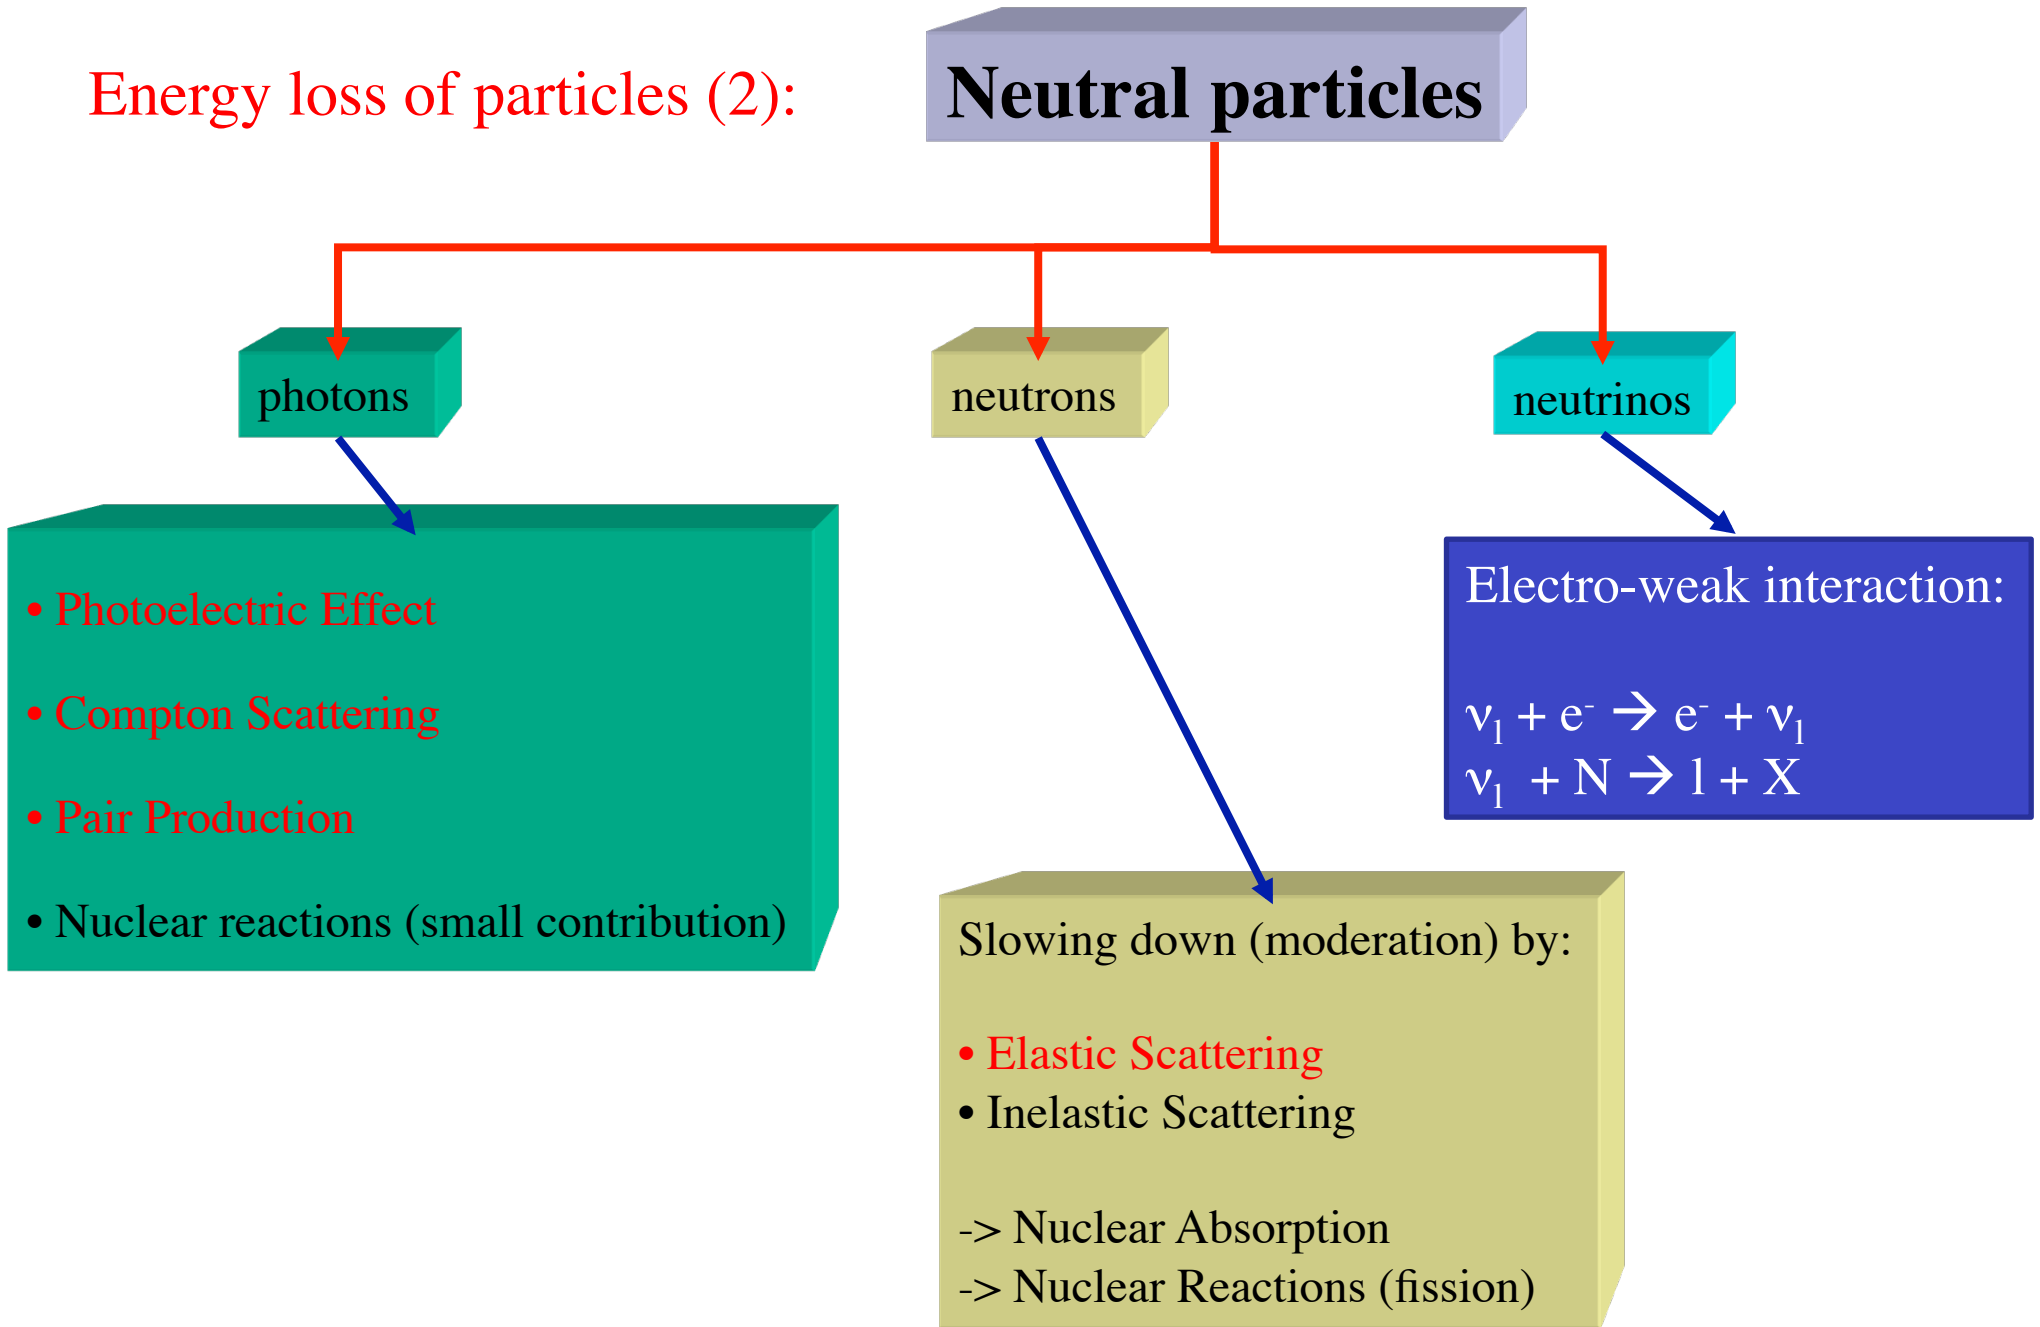 Energy loss of particles (2):
Neutral particles
photons
neutrons
neutrinos
• Photoelectric Effect
• Compton Scattering
• Pair Production
• Nuclear reactions (small contribution)
Slowing down (moderation) by:
• Elastic Scattering
• Inelastic Scattering
-> Nuclear Absorption
-> Nuclear Reactions (fission)
Electro-weak interaction:
νl + e- → e- + νl
νl + N → l + X